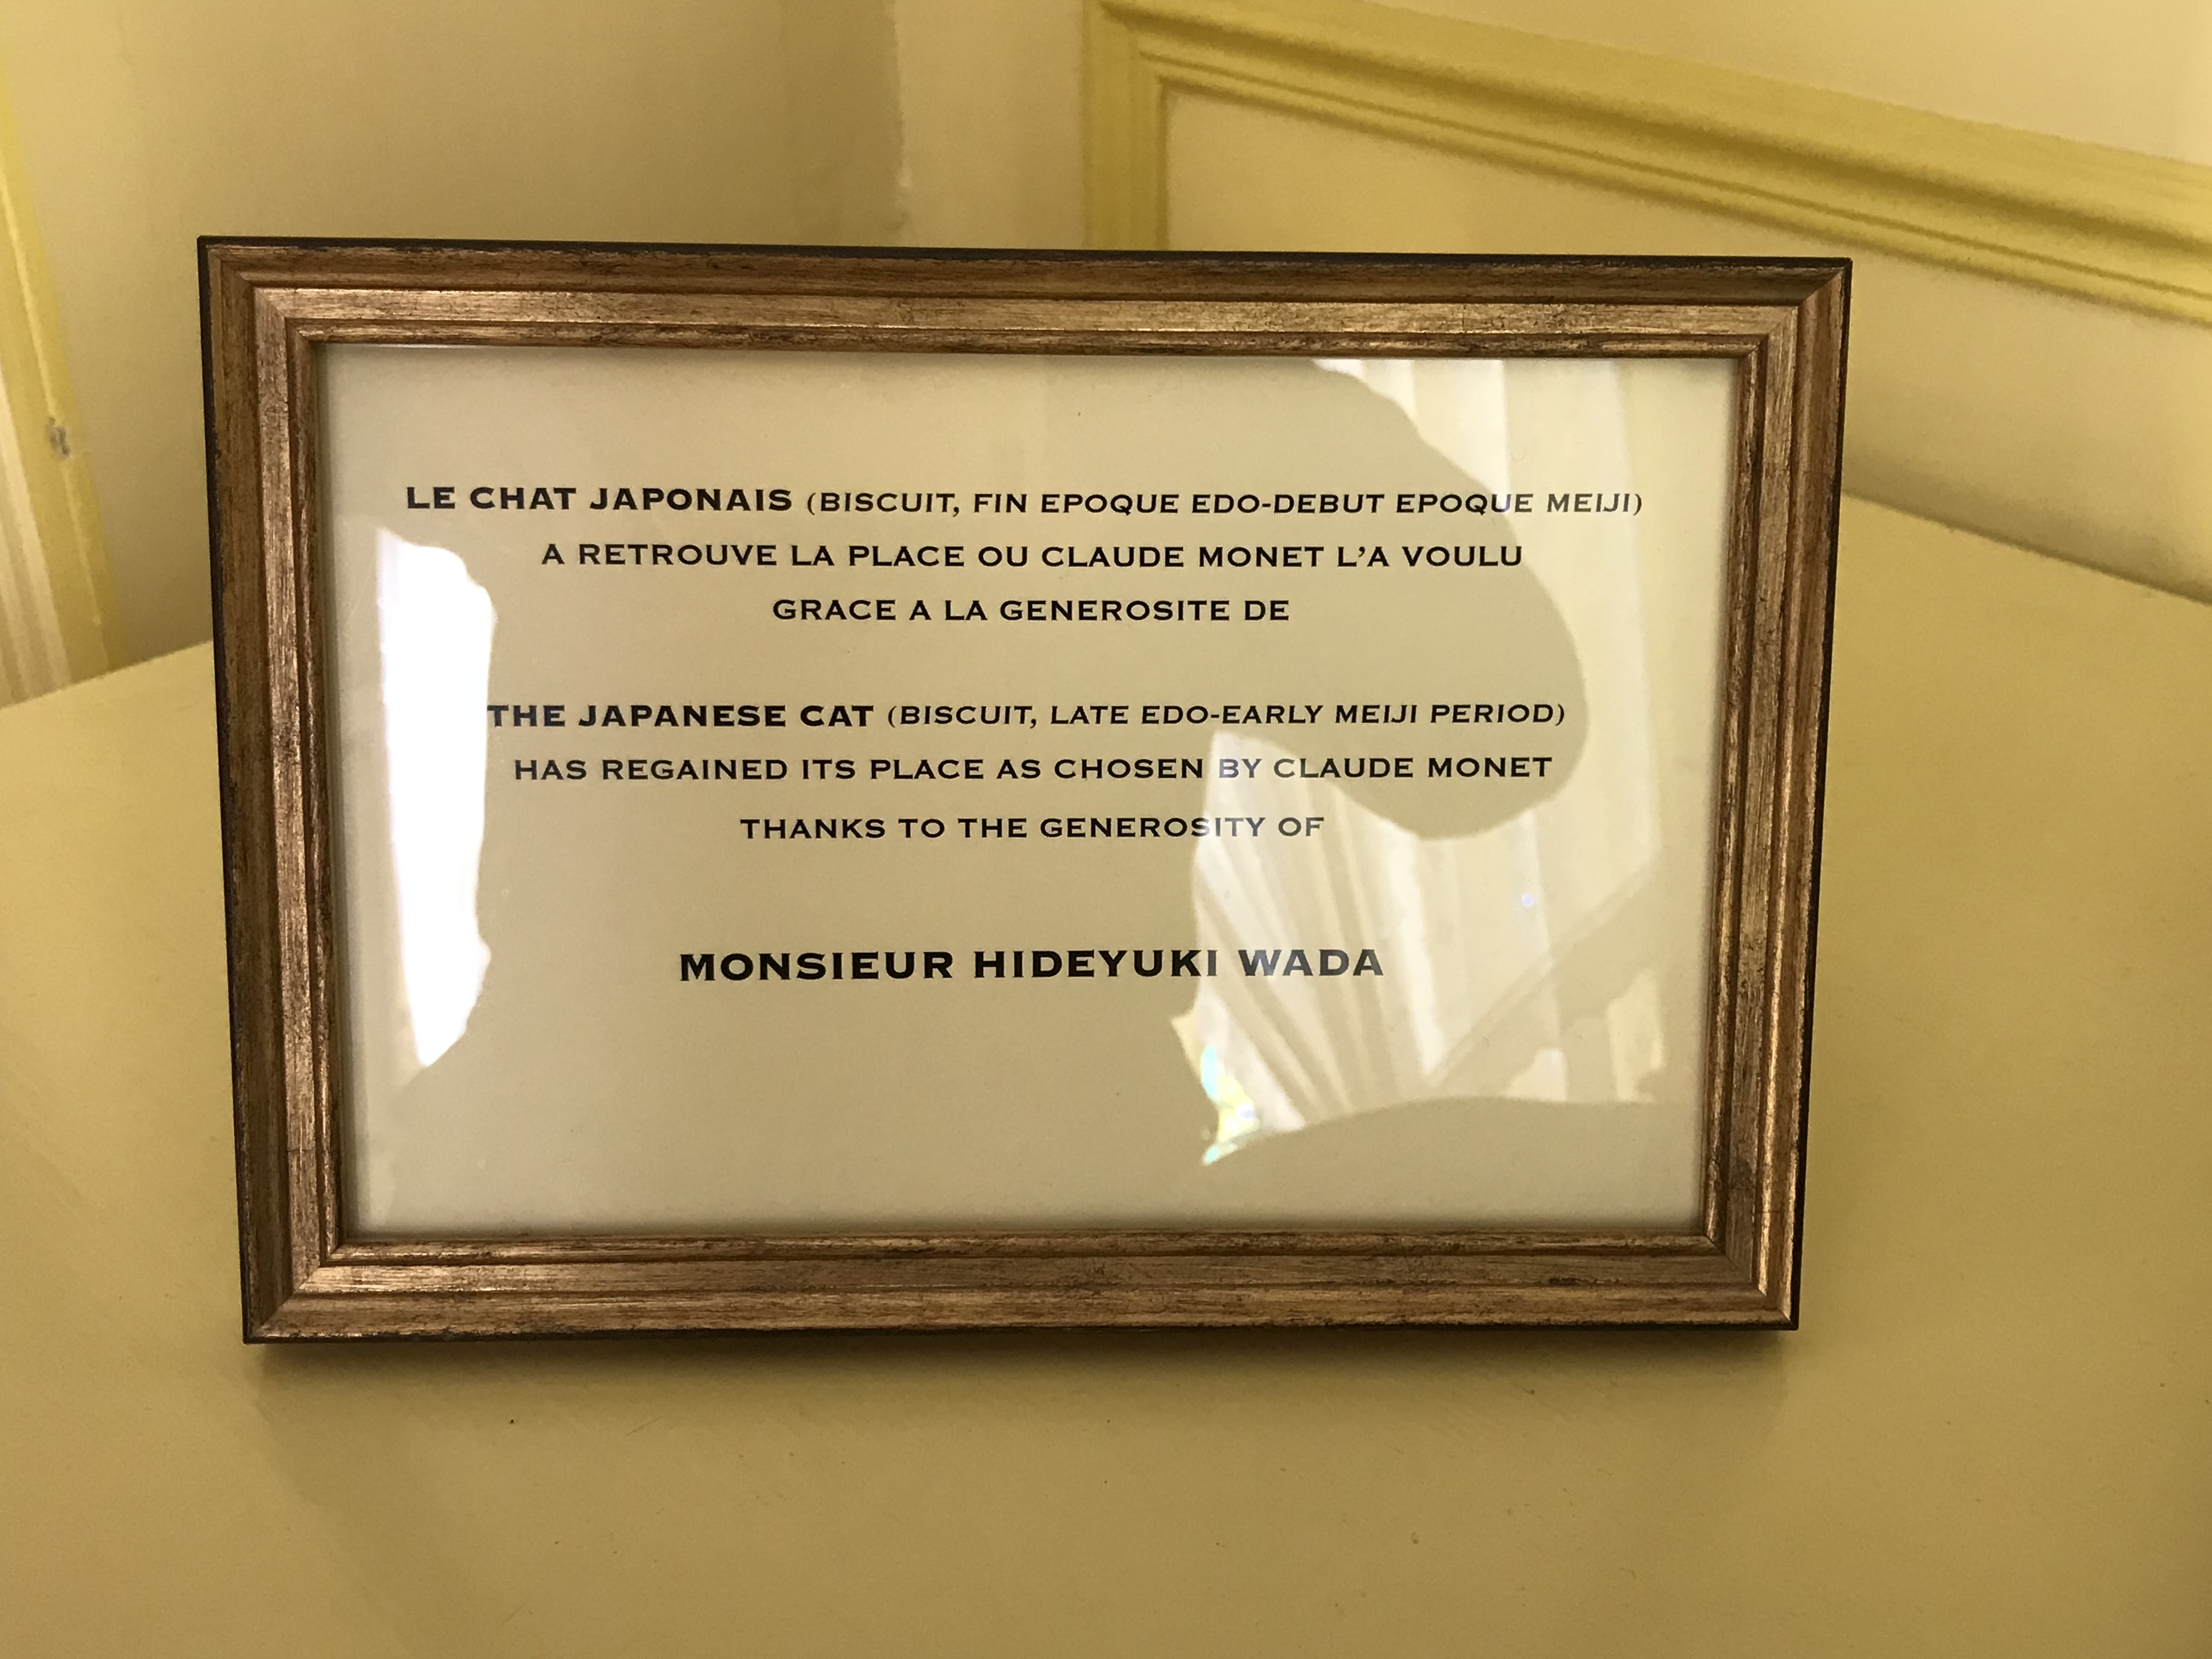 LE CHAT JAPONAIS (BISCUIT, FIN EPOQUE EDO-DEBUT EPOQUE MEIJI)
A RETROUVE LA PLACE OU CLAUDE MONET L'A VOULU
GRACE A LA GENEROSITE DE
THE JAPANESE CAT (BISCUIT, LATE EDO-EARLY MEIJI PERIOD)
HAS REGAINED ITS PLACE AS CHOSEN BY CLAUDE MONET
THANKS TO THE GENEROSITY OF
MONSIEUR HIDEYUKI WADA